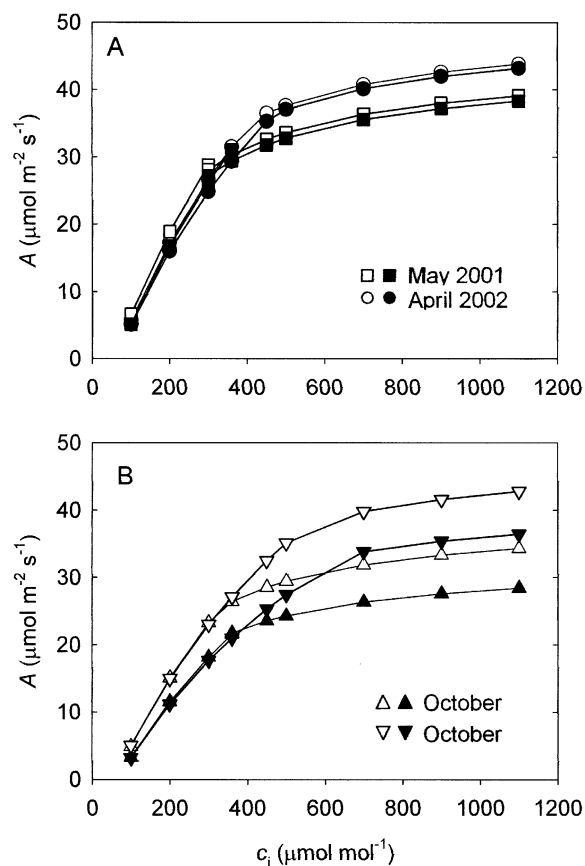 50
A
40
30
20
10
0
A (μmol m⁻² s⁻¹)
□ ■ May 2001
○ ● April 2002
0 200 400 600 800 1000 1200
50
B
40
30
20
10
0
A (μmol m⁻² s⁻¹)
△ ▲ October
▽ ▼ October
0 200 400 600 800 1000 1200
cᵢ (μmol mol⁻¹)